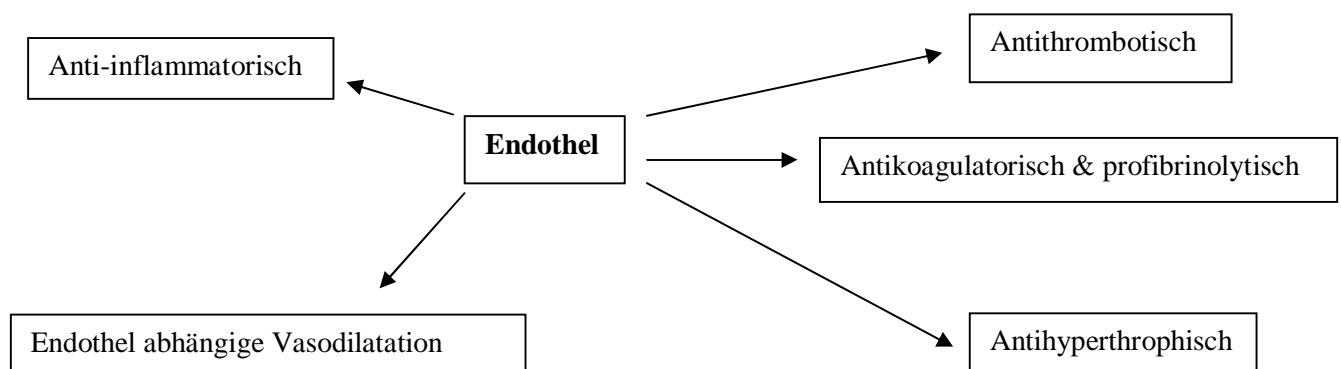 Antithrombotisch
Anti-inflammatorisch
Endothel
Antikoagulatorisch & profibrinolytisch
Endothel abhängige Vasodilatation
Antihyperthrophisch